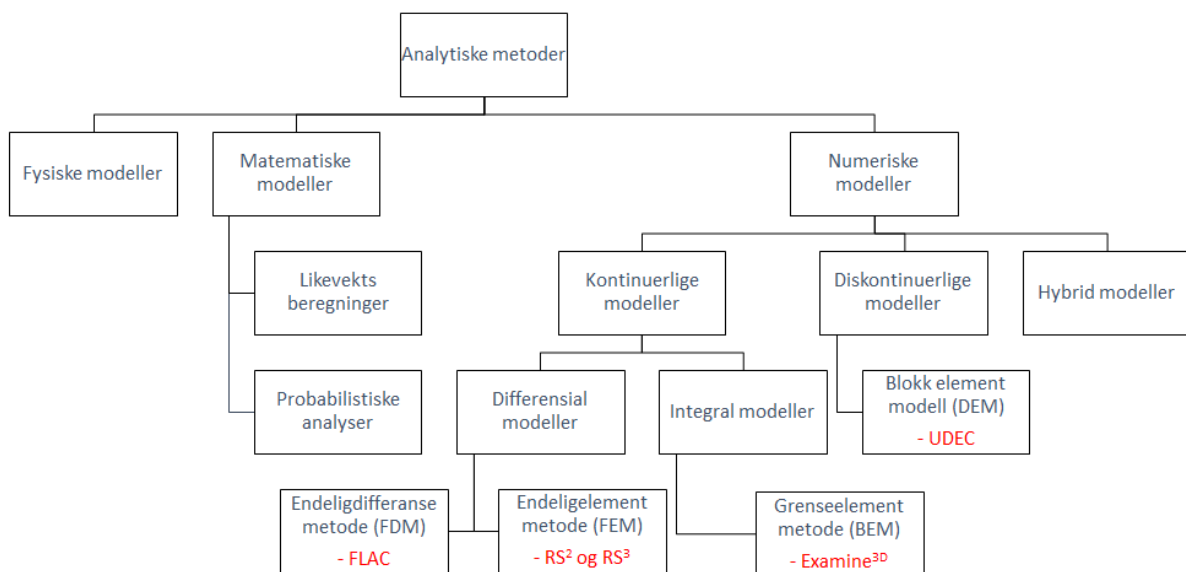 Analytiske metoder
Fysiske modeller
Matematiske
modeller
Numeriske
modeller
Likevekts
beregninger
Kontinuerlige
modeller
Diskontinuerlige
modeller
Hybrid modeller
Probabilistiske
analyser
Differensial
modeller
Integral modeller
Blokk element
modell (DEM)
- UDEC
Endeligdifferanse
metode (FDM)
- FLAC
Endeligelement
metode (FEM)
- RS² og RS³
Grenseelement
metode (BEM)
- Examine³ᴰ